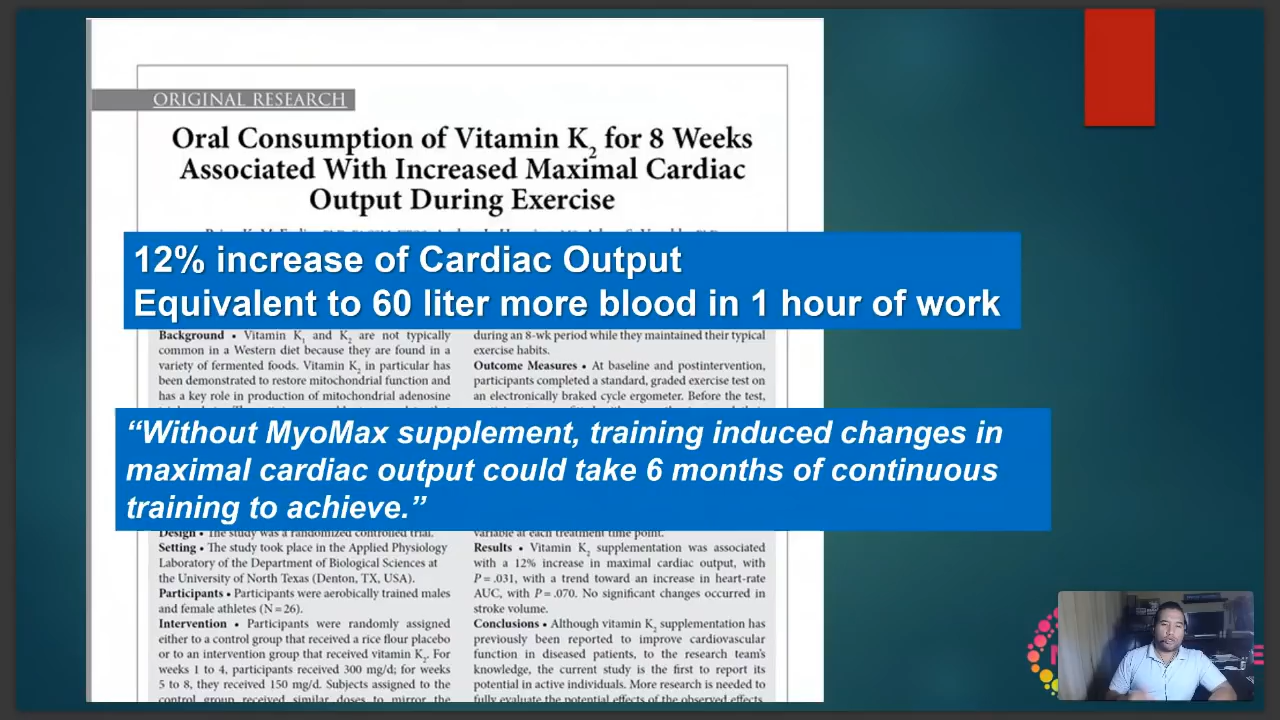 ORIGINAL RESEARCH
Oral Consumption of Vitamin K2 for 8 Weeks
Associated With Increased Maximal Cardiac
Output During Exercise
12% increase of Cardiac Output
Equivalent to 60 liter more blood in 1 hour of work
Background • Vitamin K1 and K2 are not typically
common in a Western diet because they are found in a
variety of fermented foods. Vitamin K2 in particular has
been demonstrated to restore mitochondrial function and
has a key role in production of mitochondrial adenosine
“Without MyoMax supplement, training induced changes in
maximal cardiac output could take 6 months of continuous
training to achieve.”
Design • The study was a randomized controlled trial.
Setting • The study took place in the Applied Physiology
Laboratory of the Department of Biological Sciences at
the University of North Texas (Denton, TX, USA).
Participants • Participants were aerobically trained males
and female athletes (N = 26).
Intervention • Participants were randomly assigned
either to a control group that received a rice flour placebo
or to an intervention group that received vitamin K2. For
weeks 1 to 4, participants received 300 mg/d; for weeks
5 to 8, they received 150 mg/d. Subjects assigned to the
control group received similar doses to mirror the
during an 8-wk period while they maintained their typical
exercise habits.
Outcome Measures • At baseline and postintervention,
participants completed a standard, graded exercise test on
an electronically braked cycle ergometer. Before the test,
variable at each treatment time point.
Results • Vitamin K2 supplementation was associated
with a 12% increase in maximal cardiac output, with
P = .031, with a trend toward an increase in heart-rate
AUC, with P = .070. No significant changes occurred in
stroke volume.
Conclusions • Although vitamin K2 supplementation has
previously been reported to improve cardiovascular
function in diseased patients, to the research team’s
knowledge, the current study is the first to report its
potential in active individuals. More research is needed to
fully evaluate the potential effects of the observed effects.